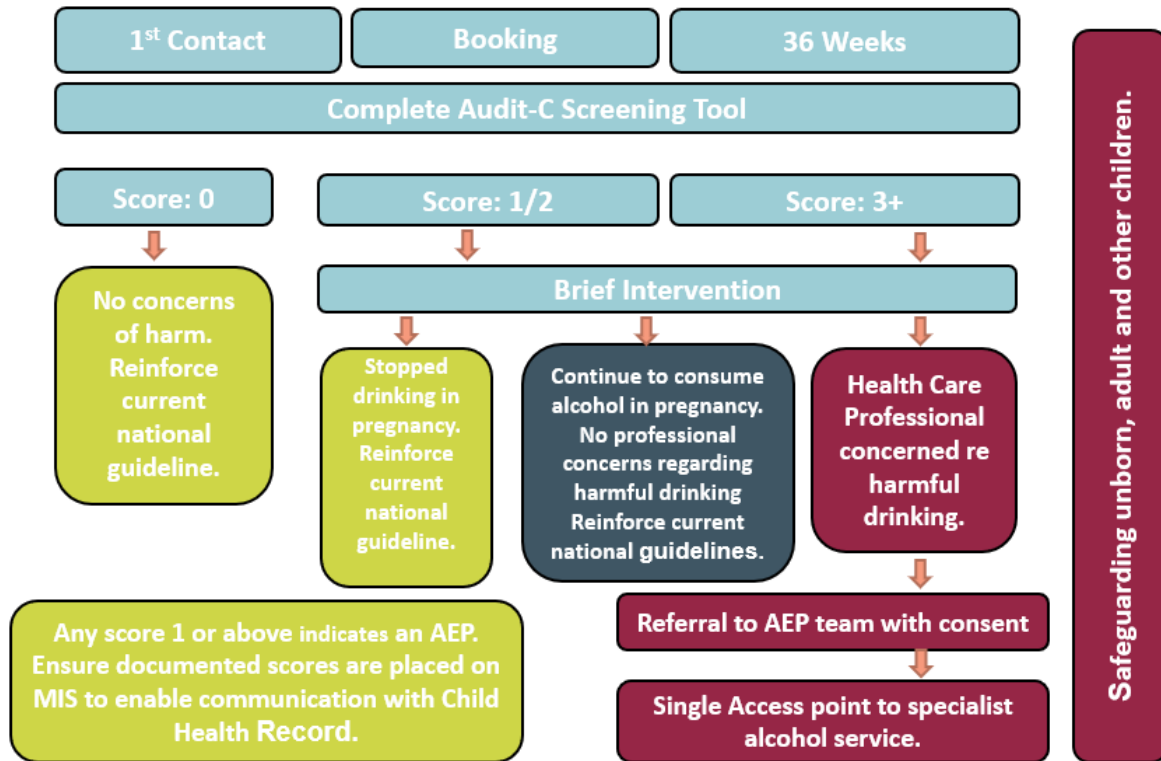 1st Contact
Booking
36 Weeks
Complete Audit-C Screening Tool
Score: 0
Score: 1/2
Score: 3+
No concerns
of harm.
Reinforce
current
national
guideline.
Brief Intervention
Stopped
drinking in
pregnancy.
Reinforce
current
national
guideline.
Continue to consume
alcohol in pregnancy.
No professional
concerns regarding
harmful drinking
Reinforce current
national guidelines.
Health Care
Professional
concerned re
harmful
drinking.
Any score 1 or above indicates an AEP.
Ensure documented scores are placed on
MIS to enable communication with Child
Health Record.
Referral to AEP team with consent
Single Access point to specialist
alcohol service.
Safeguarding unborn, adult and other children.